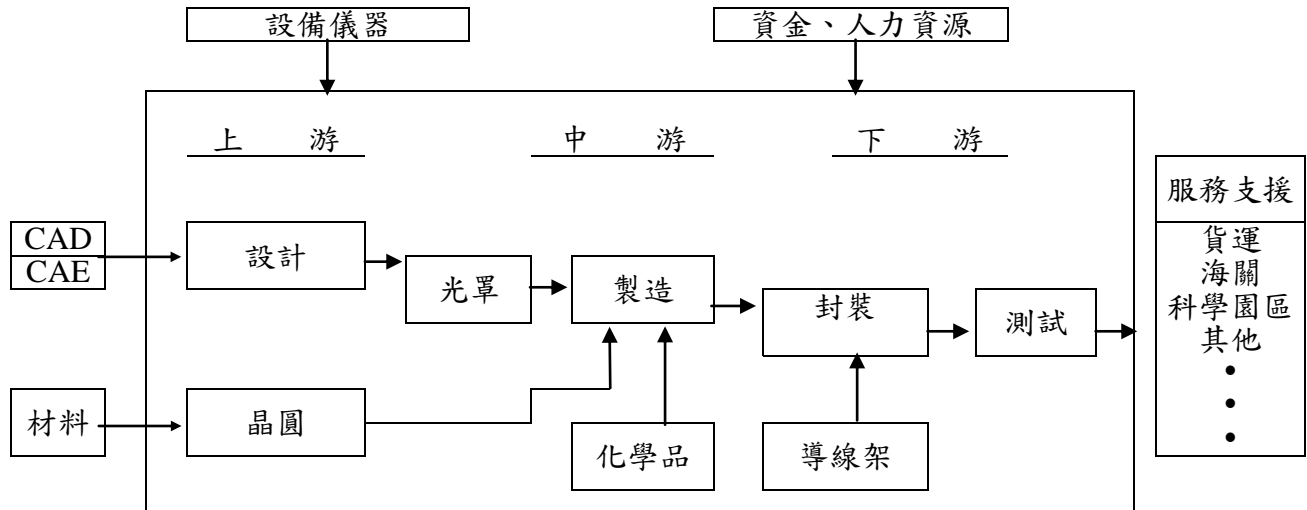 設備儀器
資金、人力資源
上 游
中 游
下 游
服務支援
貨運
海關
科學園區
其他
•
•
•
CAD
CAE
設計
光罩
製造
封裝
測試
材料
晶圓
化學品
導線架